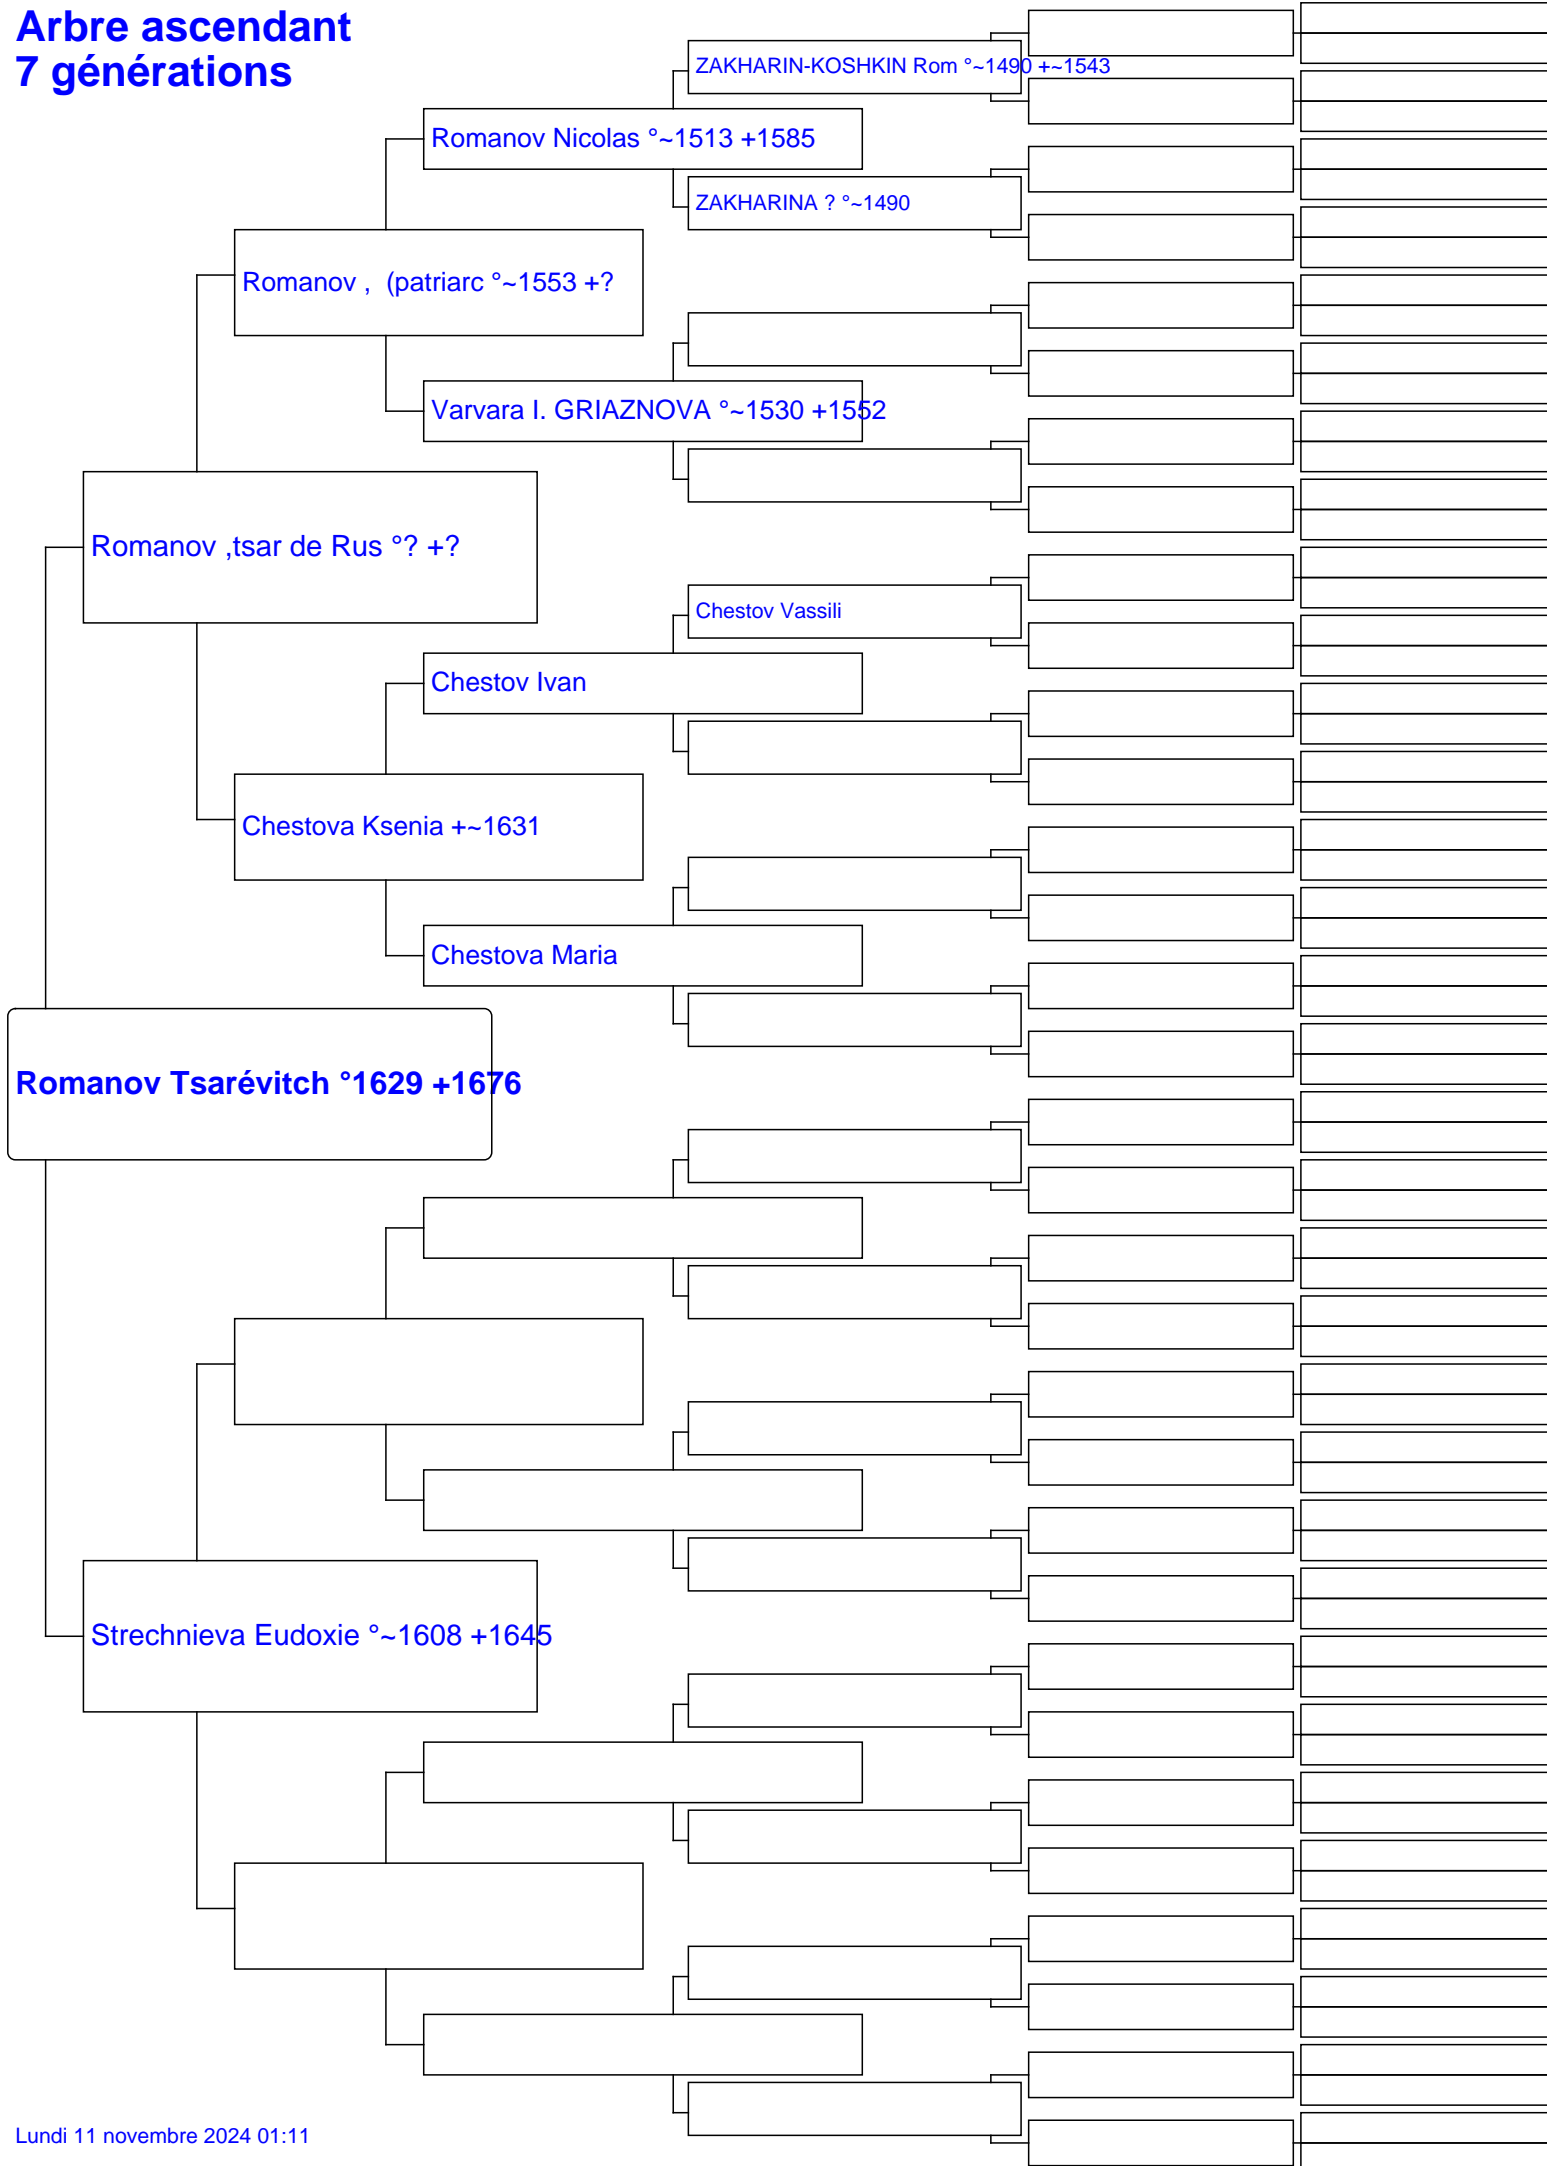 Arbre ascendant
7 générations
ZAKHARIN-KOSHKIN Rom °~1490 +~1543
Romanov Nicolas °~1513 +1585
ZAKHARINA ? °~1490
Romanov ,  (patriarc °~1553 +?
Varvara I. GRIAZNOVA °~1530 +1552
Romanov ,tsar de Rus °? +?
Chestov Vassili
Chestov Ivan
Chestova Ksenia +~1631
Chestova Maria
Romanov Tsarévitch °1629 +1676
Strechnieva Eudoxie °~1608 +1645
Lundi 11 novembre 2024 01:11